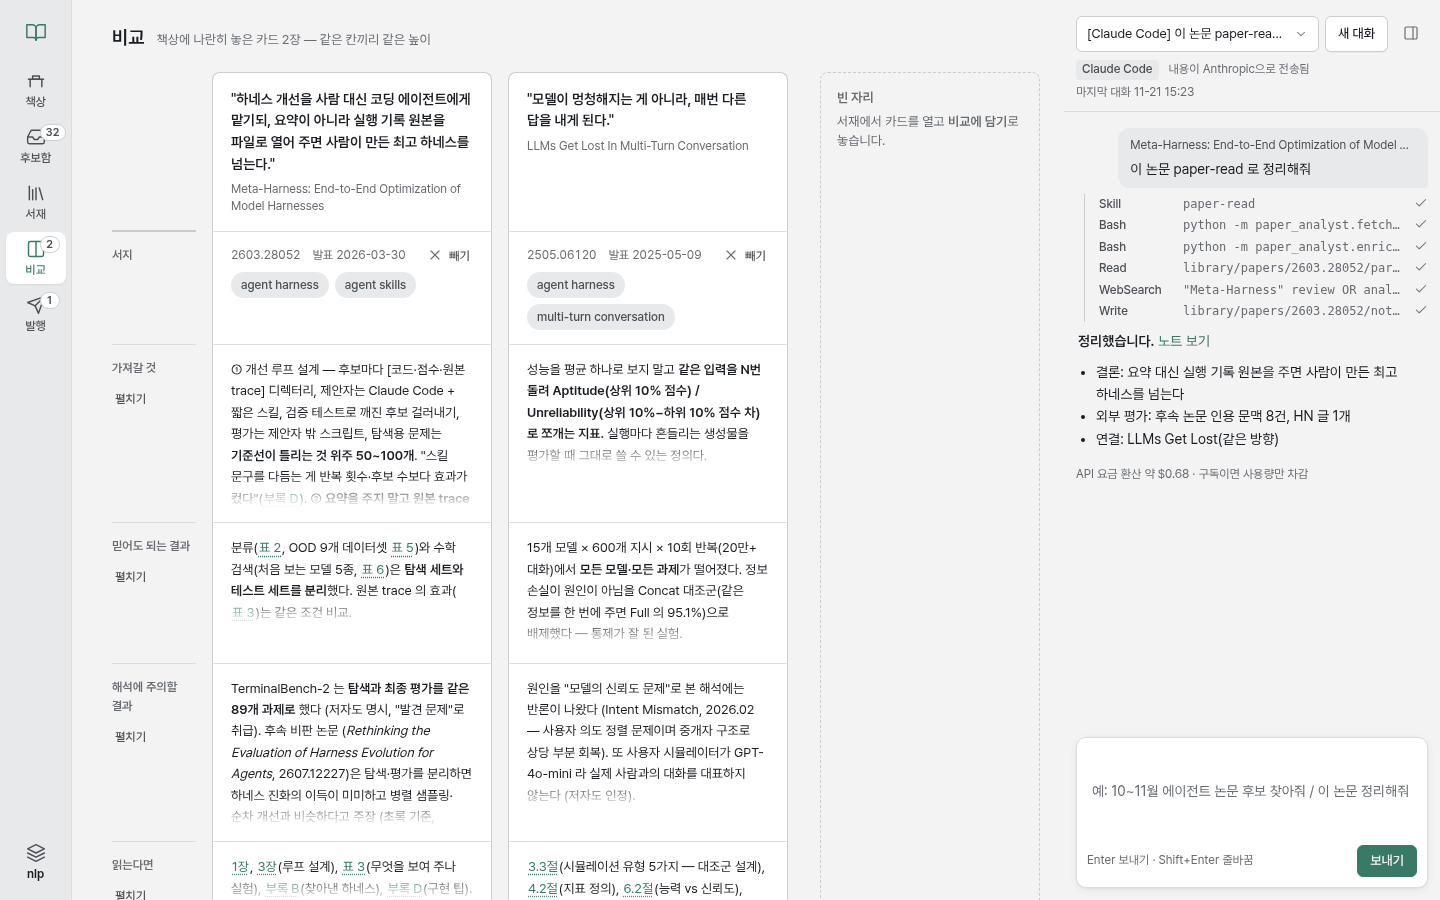 책상
32
후보함
서재
2
비교
1
발행
nlp
비교 책상에 나란히 놓은 카드 2장 — 같은 칸끼리 같은 높이
"하네스 개선을 사람 대신 코딩 에이전트에게
맡기되, 요약이 아니라 실행 기록 원본을
파일로 열어 주면 사람이 만든 최고 하네스를
넘는다."
Meta-Harness: End-to-End Optimization of
Model Harnesses
"모델이 멍청해지는 게 아니라, 매번 다른
답을 내게 된다."
LLMs Get Lost In Multi-Turn Conversation
빈 자리
서재에서 카드를 열고 비교에 담기로
놓습니다.
서지
2603.28052 발표 2026-03-30 빼기
agent harness agent skills
2505.06120 발표 2025-05-09 빼기
agent harness
multi-turn conversation
가져갈 것
펼치기
① 개선 루프 설계 — 후보마다 [코드·점수·원본
trace] 디렉터리, 제안자는 Claude Code +
짧은 스킬, 검증 테스트로 깨진 후보 걸러내기,
평가는 제안자 밖 스크립트, 탐색용 문제는
기준선이 틀리는 것 위주 50~100개. "스킬
문구를 다듬는 게 반복 횟수·후보 수보다 효과가
컸다"(부록 D). ② 요약을 주지 말고 원본 trace
성능을 평균 하나로 보지 말고 같은 입력을 N번
돌려 Aptitude(상위 10% 점수) /
Unreliability(상위 10%−하위 10% 점수 차)
로 쪼개는 지표. 실행마다 흔들리는 생성물을
평가할 때 그대로 쓸 수 있는 정의다.
믿어도 되는 결과
펼치기
분류(표 2, OOD 9개 데이터셋 표 5)와 수학
검색(처음 보는 모델 5종, 표 6)은 탐색 세트와
테스트 세트를 분리했다. 원본 trace 의 효과(
표 3)는 같은 조건 비교.
15개 모델 × 600개 지시 × 10회 반복(20만+
대화)에서 모든 모델·모든 과제가 떨어졌다. 정보
손실이 원인이 아님을 Concat 대조군(같은
정보를 한 번에 주면 Full 의 95.1%)으로
배제했다 — 통제가 잘 된 실험.
해석에 주의할
결과
펼치기
TerminalBench-2 는 탐색과 최종 평가를 같은
89개 과제로 했다 (저자도 명시, "발견 문제"로
취급). 후속 비판 논문 (Rethinking the
Evaluation of Harness Evolution for
Agents, 2607.12227)은 탐색·평가를 분리하면
하네스 진화의 이득이 미미하고 병렬 샘플링·
순차 개선과 비슷하다고 주장 (초록 기준,
원인을 "모델의 신뢰도 문제"로 본 해석에는
반론이 나왔다 (Intent Mismatch, 2026.02
— 사용자 의도 정렬 문제이며 중개자 구조로
상당 부분 회복). 또 사용자 시뮬레이터가 GPT-
4o-mini 라 실제 사람과의 대화를 대표하지
않는다 (저자도 인정).
읽는다면
펼치기
1장, 3장(루프 설계), 표 3(무엇을 보여 주나
실험), 부록 B(찾아낸 하네스), 부록 D(구현 팁).
3.3절(시뮬레이션 유형 5가지 — 대조군 설계),
4.2절(지표 정의), 6.2절(능력 vs 신뢰도),
[Claude Code] 이 논문 paper-rea...
새 대화
Claude Code 내용이 Anthropic으로 전송됨
마지막 대화 11-21 15:23
Meta-Harness: End-to-End Optimization of Model ...
이 논문 paper-read 로 정리해줘
Skill paper-read
Bash python -m paper_analyst.fetch…
Bash python -m paper_analyst.enric…
Read library/papers/2603.28052/par…
WebSearch "Meta-Harness" review OR anal…
Write library/papers/2603.28052/not…
정리했습니다. 노트 보기
• 결론: 요약 대신 실행 기록 원본을 주면 사람이 만든 최고
하네스를 넘는다
• 외부 평가: 후속 논문 인용 문맥 8건, HN 글 1개
• 연결: LLMs Get Lost(같은 방향)
API 요금 환산 약 $0.68 · 구독이면 사용량만 차감
예: 10~11월 에이전트 논문 후보 찾아줘 / 이 논문 정리해줘
Enter 보내기 · Shift+Enter 줄바꿈
보내기